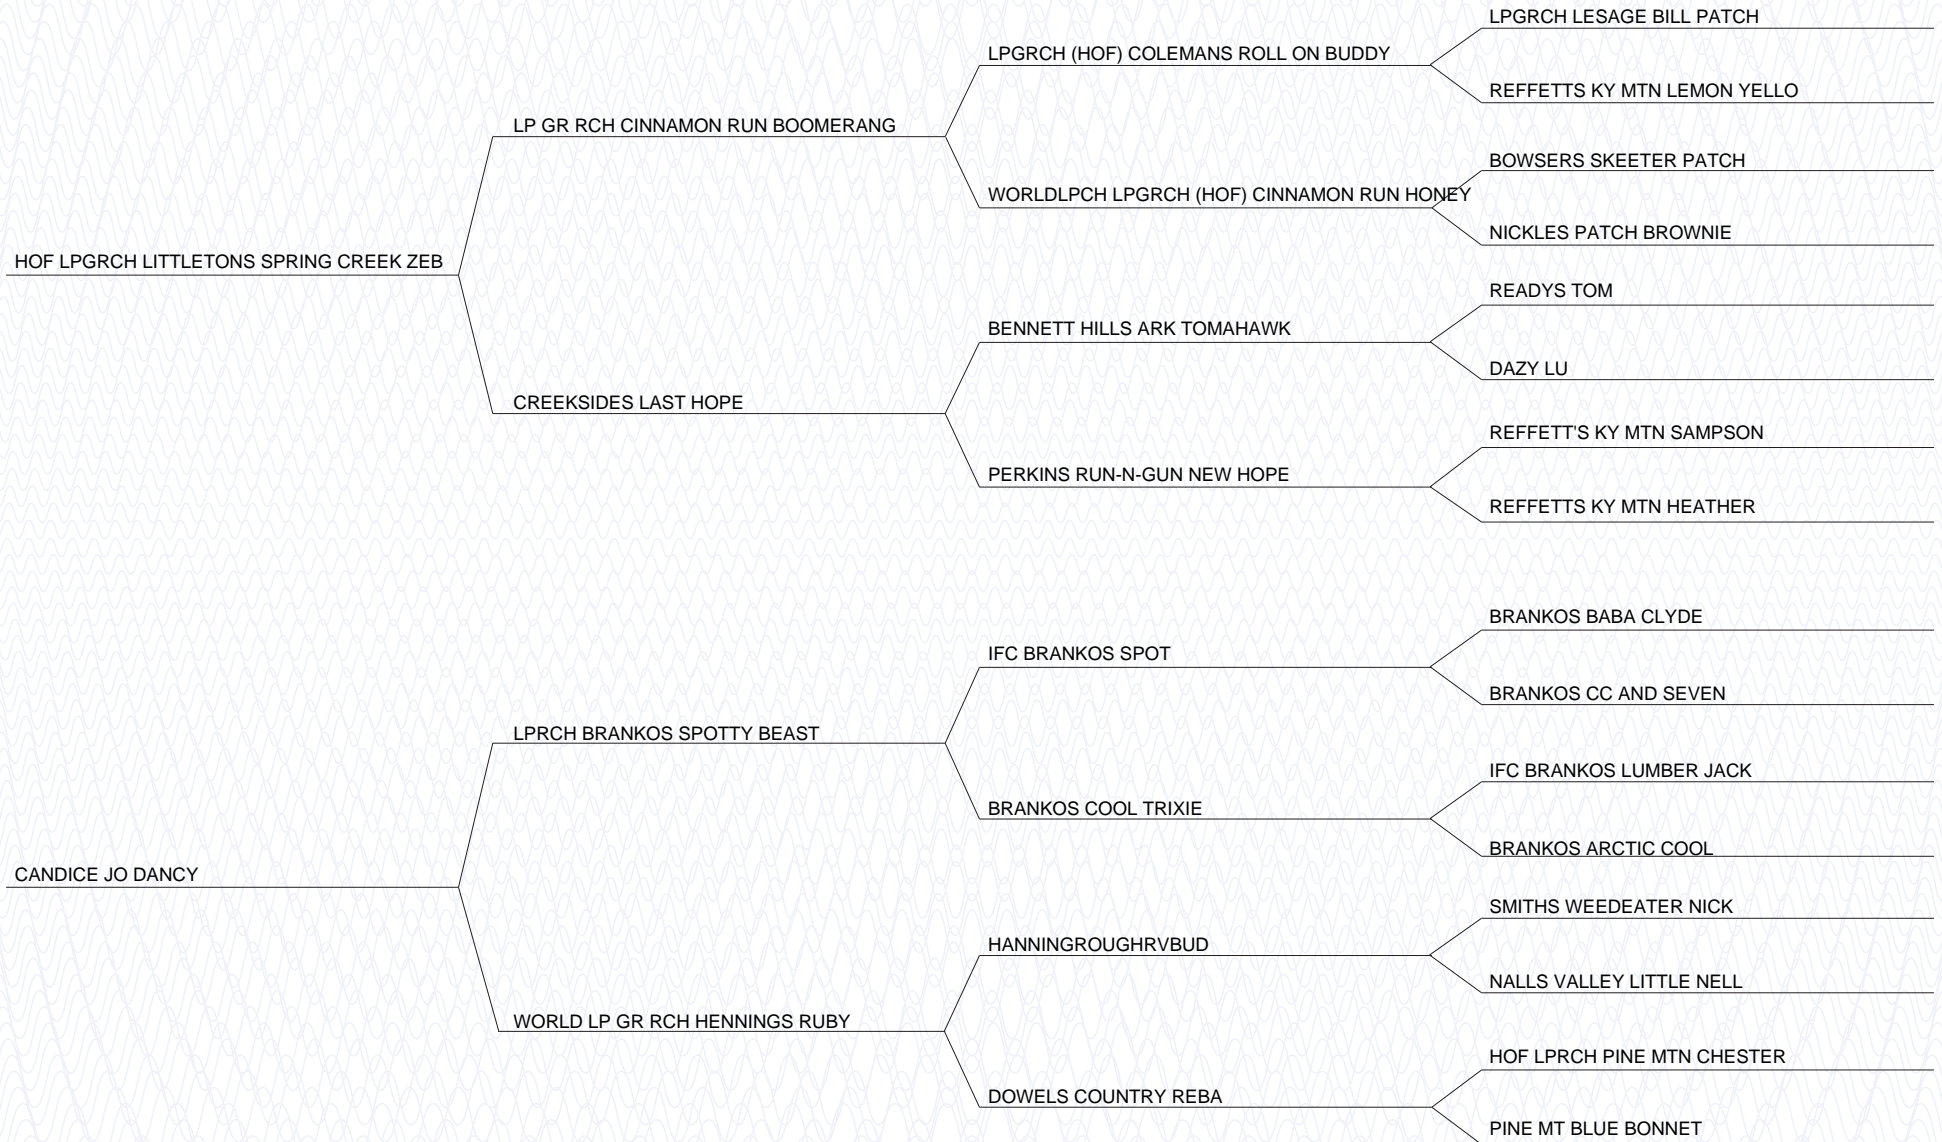 LPGRCH LESAGE BILL PATCH
LPGRCH (HOF) COLEMANS ROLL ON BUDDY
REFFETTS KY MTN LEMON YELLO
LP GR RCH CINNAMON RUN BOOMERANG
BOWSERS SKEETER PATCH
WORLDLPCH LPGRCH (HOF) CINNAMON RUN HONEY
NICKLES PATCH BROWNIE
HOF LPGRCH LITTLETONS SPRING CREEK ZEB
READYS TOM
BENNETT HILLS ARK TOMAHAWK
DAZY LU
CREEKSIDES LAST HOPE
REFFETT'S KY MTN SAMPSON
PERKINS RUN-N-GUN NEW HOPE
REFFETTS KY MTN HEATHER
BRANKOS BABA CLYDE
IFC BRANKOS SPOT
BRANKOS CC AND SEVEN
LPRCH BRANKOS SPOTTY BEAST
IFC BRANKOS LUMBER JACK
BRANKOS COOL TRIXIE
BRANKOS ARCTIC COOL
CANDICE JO DANCY
SMITHS WEEDEATER NICK
HANNINGROUGHRVBUD
NALLS VALLEY LITTLE NELL
WORLD LP GR RCH HENNINGS RUBY
HOF LPRCH PINE MTN CHESTER
DOWELS COUNTRY REBA
PINE MT BLUE BONNET